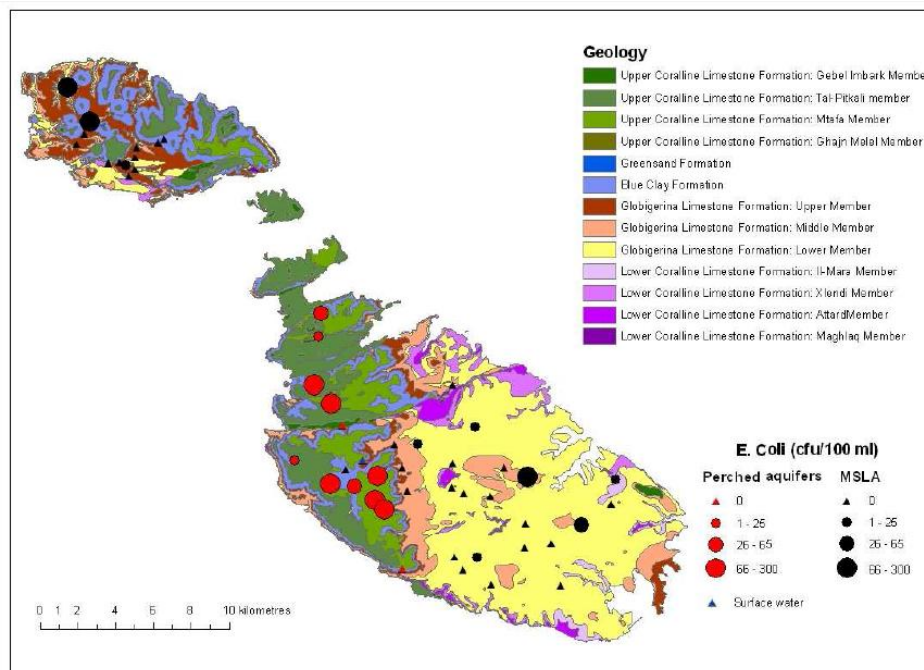 Geology
Upper Coralline Limestone Formation: Gebel Imbark Membe
Upper Coralline Limestone Formation: Tal-Pitkali member
Upper Coralline Limestone Formation: Mtafa Member
Upper Coralline Limestone Formation: Ghajn Melel Member
Greensand Formation
Blue Clay Formation
Globigerina Limestone Formation: Upper Member
Globigerina Limestone Formation: Middle Member
Globigerina Limestone Formation: Lower Member
Lower Coralline Limestone Formation: Il-Mara Member
Lower Coralline Limestone Formation: Xlendi Member
Lower Coralline Limestone Formation: AttardMember
Lower Coralline Limestone Formation: Maghlaq Member
E. Coli (cfu/100 ml)
Perched aquifers MSLA
0 0
1 - 25 1 - 25
26 - 65 26 - 65
66 - 300 66 - 300
Surface water
0 1 2 4 6 8 10 kilometres